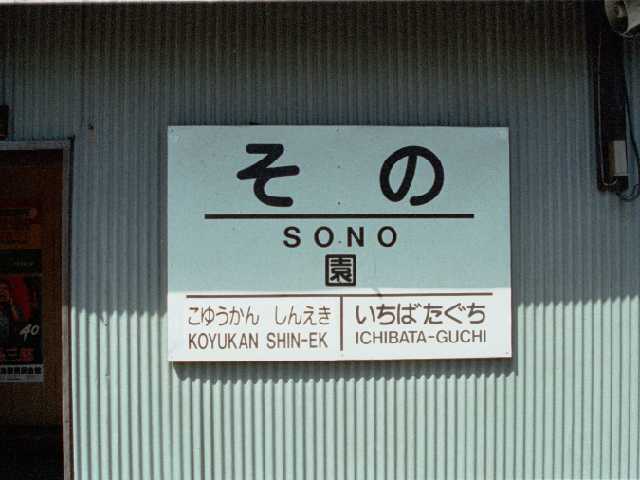 その
SONO
園
こゆうかん しんえき
KOYUKAN SHIN-EK
いちばたぐち
ICHIBATA-GUCHI
40